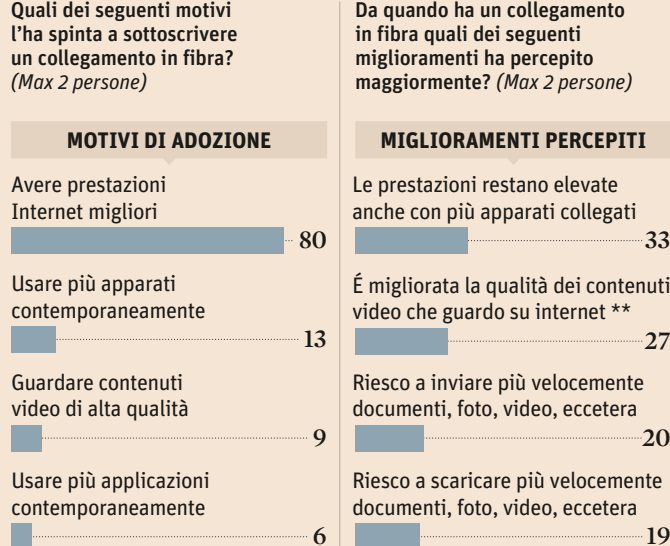 Quali dei seguenti motivi
l’ha spinta a sottoscrivere
un collegamento in fibra?
(Max 2 persone)
MOTIVI DI ADOZIONE
Avere prestazioni
Internet migliori
80
Usare più apparati
contemporaneamente
13
Guardare contenuti
video di alta qualità
9
Usare più applicazioni
contemporaneamente
6
Da quando ha un collegamento
in fibra quali dei seguenti
miglioramenti ha percepito
maggiormente? (Max 2 persone)
MIGLIORAMENTI PERCEPITI
Le prestazioni restano elevate
anche con più apparati collegati
33
É migliorata la qualità dei contenuti
video che guardo su internet **
27
Riesco a inviare più velocemente
documenti, foto, video, eccetera
20
Riesco a scaricare più velocemente
documenti, foto, video, eccetera
19